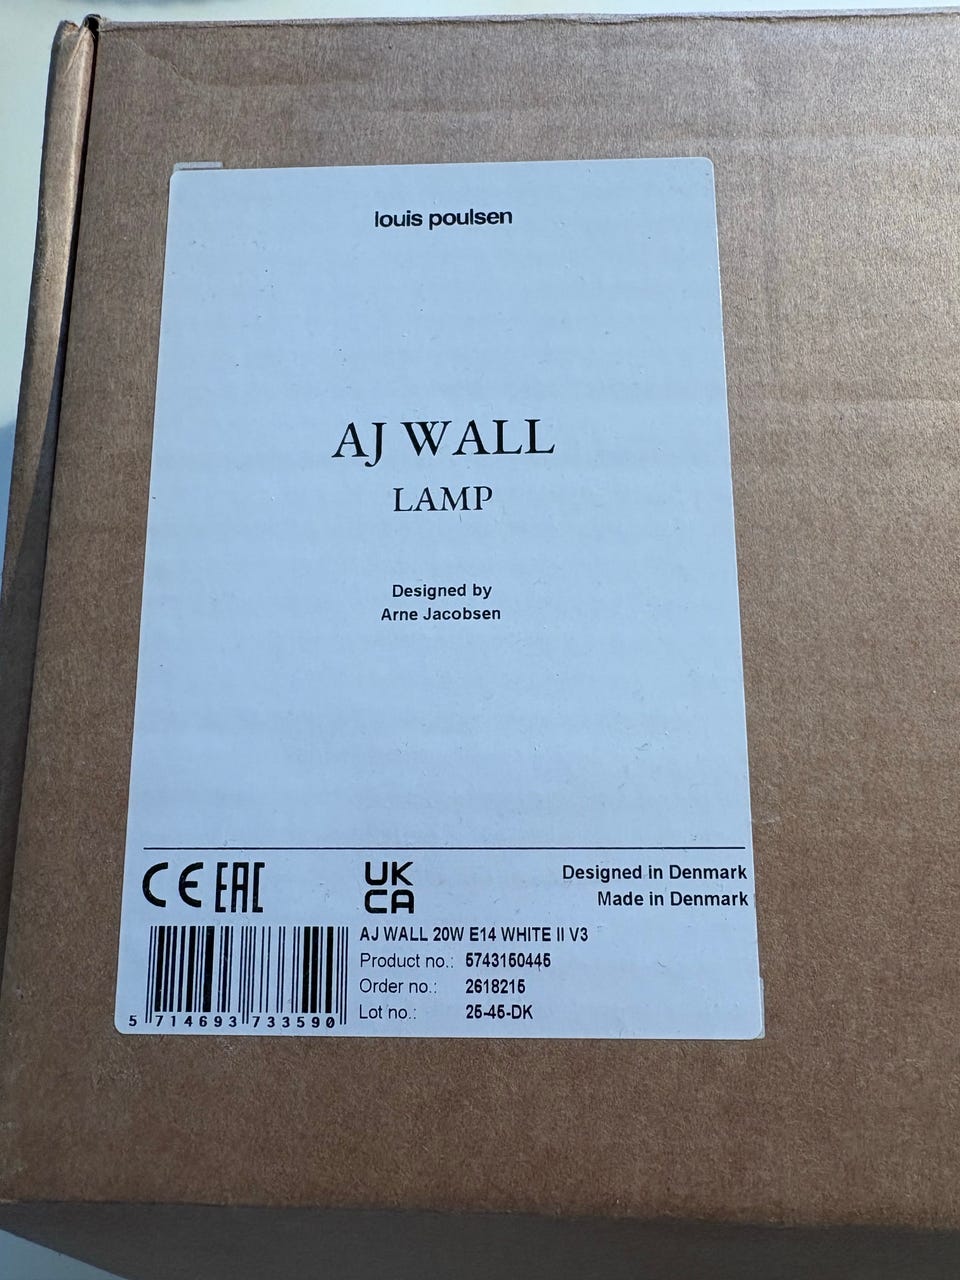 louis poulsen
AJ WALL
LAMP
Designed by
Arne Jacobsen
CE EAC
UK
CA
Designed in Denmark
Made in Denmark
AJ WALL 20W E14 WHITE II V3
Product no.: 5743150445
Order no.: 2618215
Lot no.: 25-45-DK
5 714693 733590